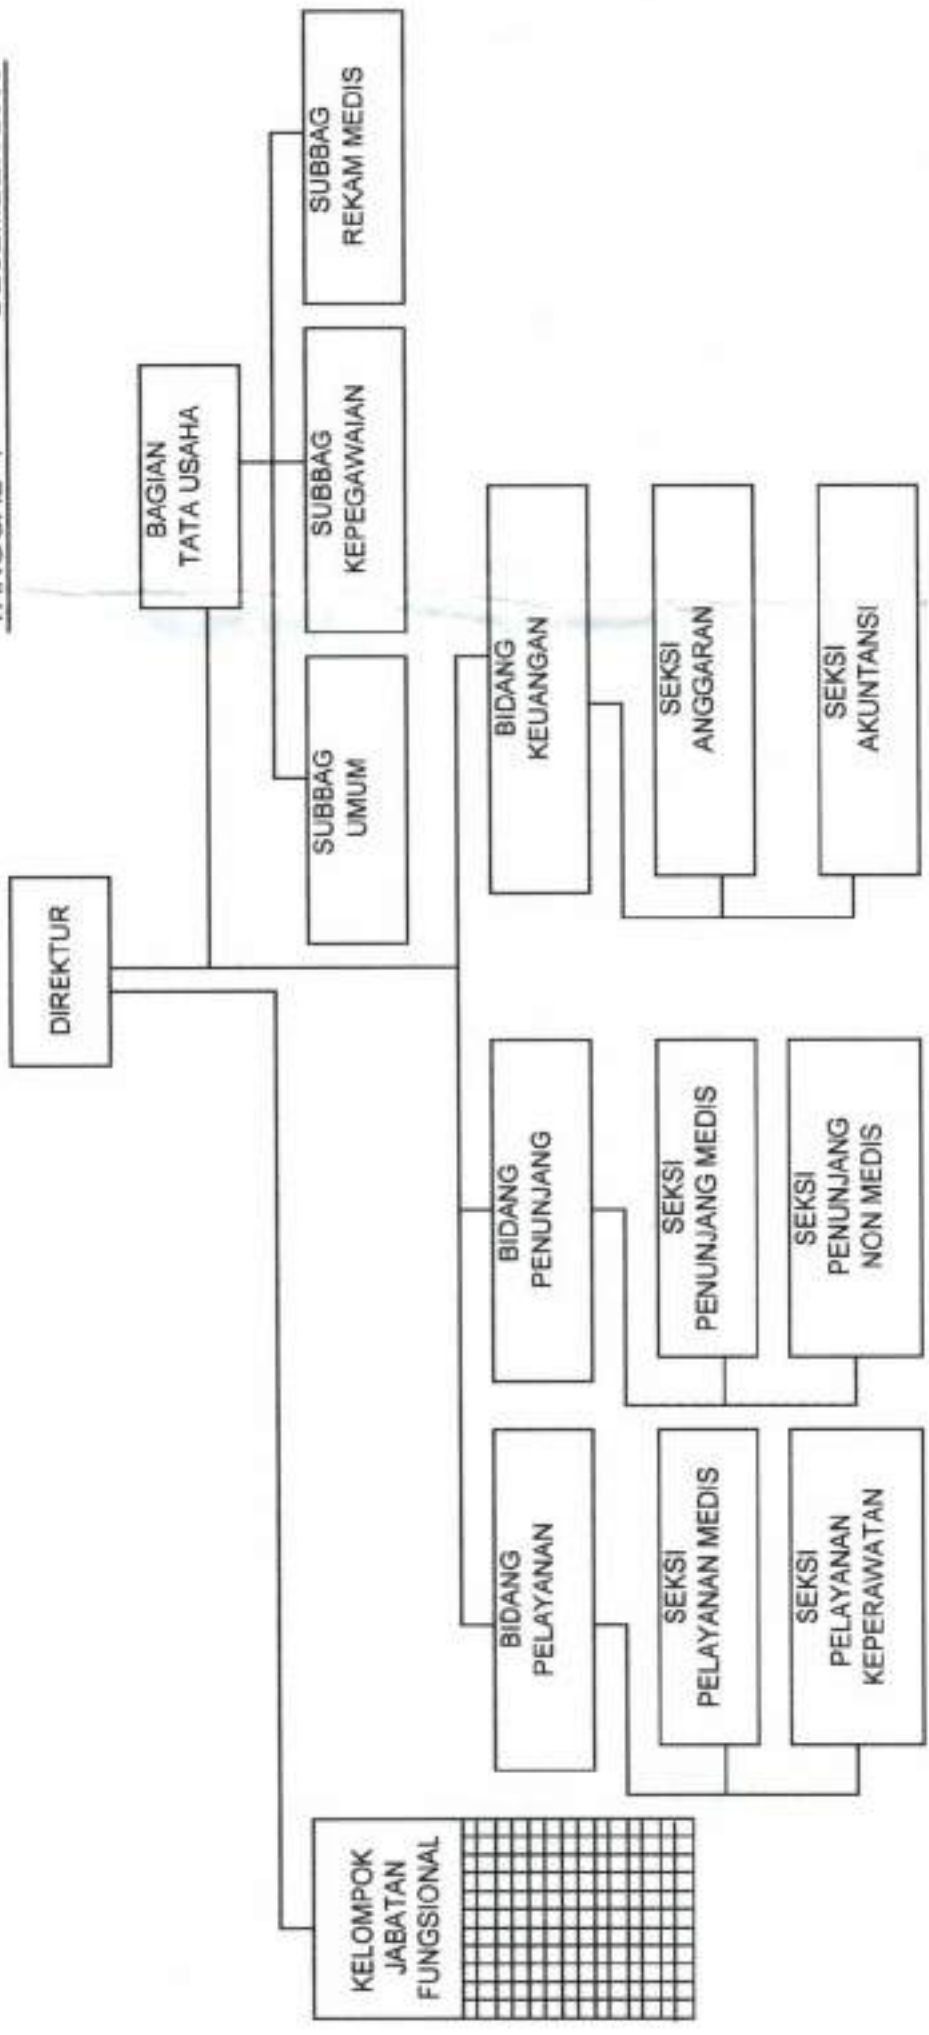 DIREKTUR
BAGIAN
TATA USAHA
SUBBAG
UMUM
SUBBAG
KEPEGAWAIAN
SUBBAG
REKAM MEDIS
KELOMPOK
JABATAN
FUNGSIONAL
BIDANG
PELAYANAN
BIDANG
PENUNJANG
BIDANG
KEUANGAN
SEKSI
PELAYANAN MEDIS
SEKSI
PENUNJANG MEDIS
SEKSI
ANGGARAN
SEKSI
PELAYANAN
KEPERAWATAN
SEKSI
PENUNJANG
NON MEDIS
SEKSI
AKUNTANSI